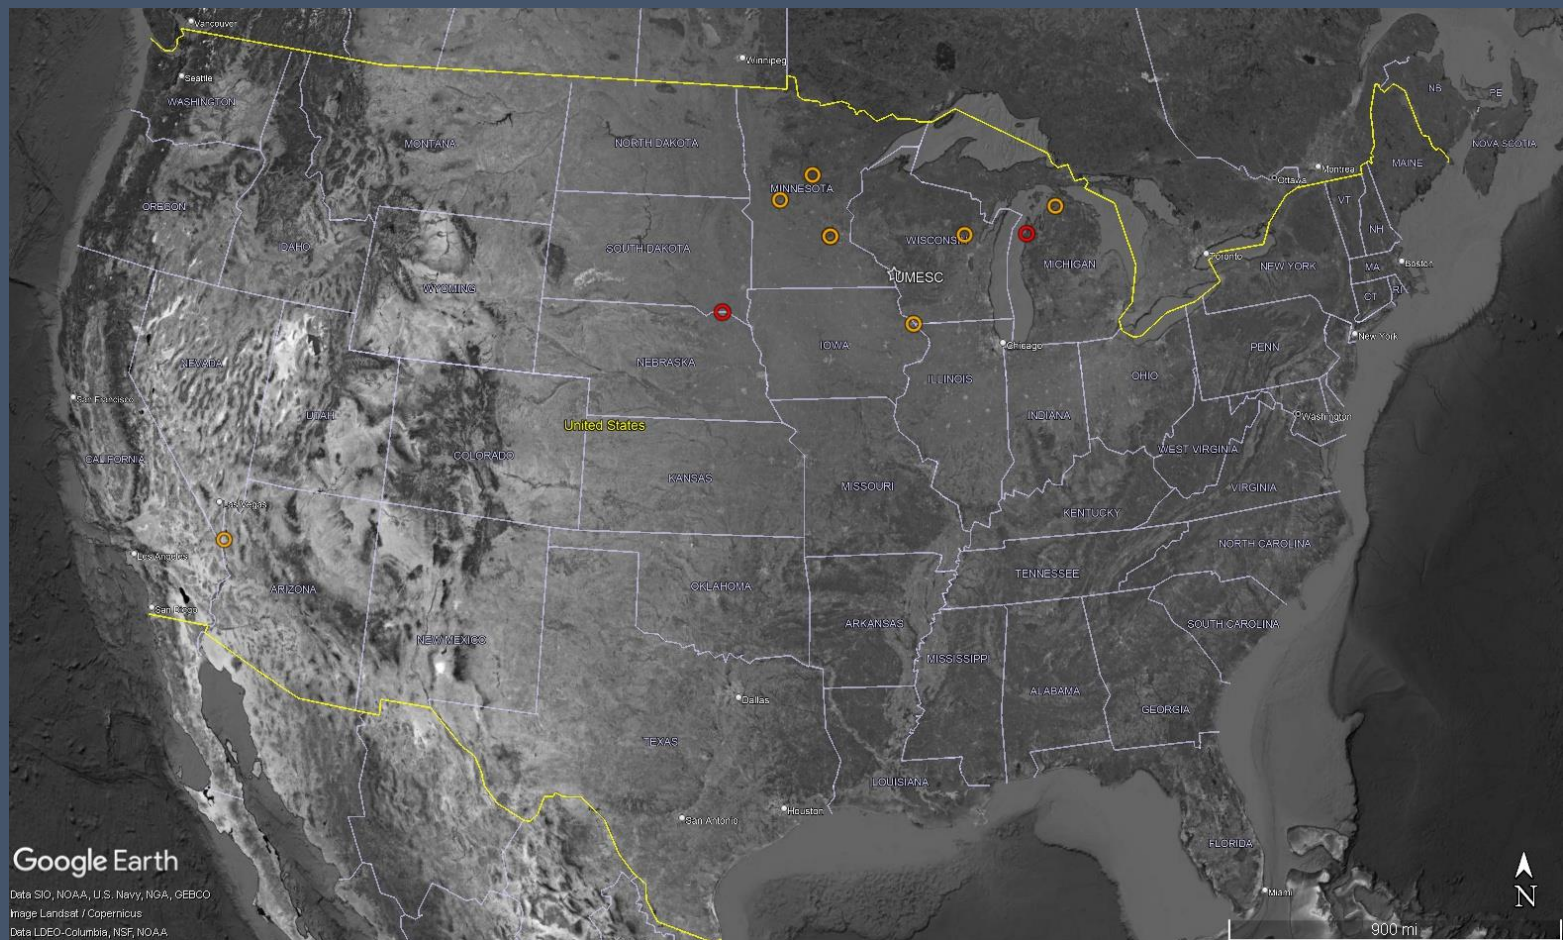 Vancouver
Seattle
WASHINGTON
Winnipeg
MONTANA
NORTH DAKOTA
MINNESOTA
OREGON
IDAHO
SOUTH DAKOTA
WISCONSIN
MICHIGAN
UMESC
WYOMING
Ottawa
Montreal
MAINE
NB
PE
NOVA SCOTIA
VT
NH
Toronto
NEW YORK
MA
Boston
CT
RI
NEVADA
NEBRASKA
IOWA
Chicago
ILLINOIS
INDIANA
OHIO
PENN
New York
San Francisco
UTAH
COLORADO
United States
Washington
WEST VIRGINIA
CALIFORNIA
KANSAS
MISSOURI
VIRGINIA
KENTUCKY
Las Vegas
Los Angeles
ARIZONA
OKLAHOMA
TENNESSEE
NORTH CAROLINA
San Diego
NEW MEXICO
ARKANSAS
SOUTH CAROLINA
MISSISSIPPI
ALABAMA
GEORGIA
Dallas
TEXAS
LOUISIANA
San Antonio
Houston
FLORIDA
Miami
Google Earth
Data SIO, NOAA, U.S. Navy, NGA, GEBCO
Image Landsat / Copernicus
Data LDEO-Columbia, NSF, NOAA
N
900 mi